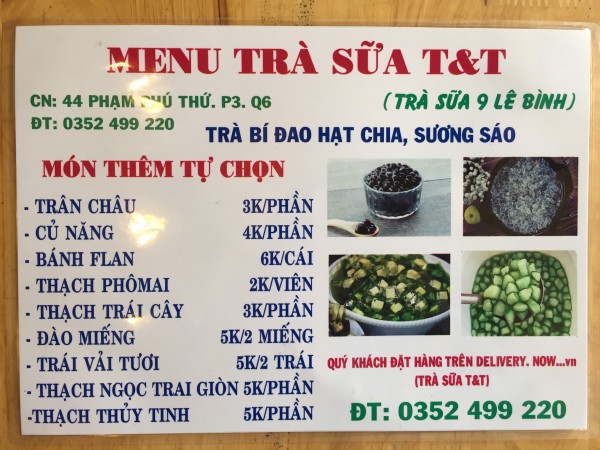 MENU TRÀ SỮA T&T
CN: 44 PHẠM PHÚ THỨ. P3. Q6
(TRÀ SỮA 9 LÊ BÌNH)
ĐT: 0352 499 220
TRÀ BÍ ĐAO HẠT CHIA, SƯƠNG SÁO
MÓN THÊM TỰ CHỌN
- TRÂN CHÂU 3K/PHẦN
- CỦ NĂNG 4K/PHẦN
- BÁNH FLAN 6K/CÁI
- THẠCH PHÔMAI 2K/VIÊN
- THẠCH TRÁI CÂY 3K/PHẦN
- ĐÀO MIẾNG 5K/2 MIẾNG
- TRÁI VẢI TƯƠI 5K/2 TRÁI
- THẠCH NGỌC TRAI GIÒN 5K/PHẦN
-THẠCH THỦY TINH 5K/PHẦN
QUÝ KHÁCH ĐẶT HÀNG TRÊN DELIVERY. NOW...vn
(TRÀ SỮA T&T)
ĐT: 0352 499 220